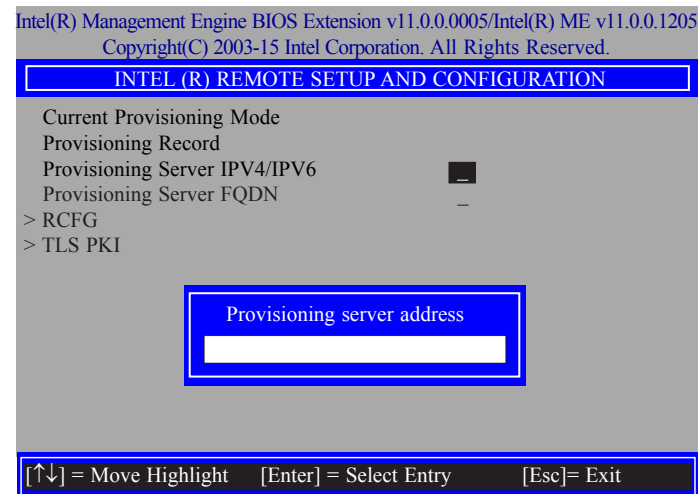 Intel(R) Management Engine BIOS Extension v11.0.0.0005/Intel(R) ME v11.0.0.1205
Copyright(C) 2003-15 Intel Corporation. All Rights Reserved.
INTEL (R) REMOTE SETUP AND CONFIGURATION
Current Provisioning Mode
Provisioning Record
Provisioning Server IPV4/IPV6 _
Provisioning Server FQDN _
> RCFG
> TLS PKI
Provisioning server address
[↑↓] = Move Highlight [Enter] = Select Entry [Esc]= Exit